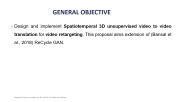 GENERAL OBJECTIVE
- Design and implement Spatiotemporal 3D unsupervised video to video
translation for video retargeting. This proposal aims extension of (Bansal et
al., 2018) ReCycle GAN.